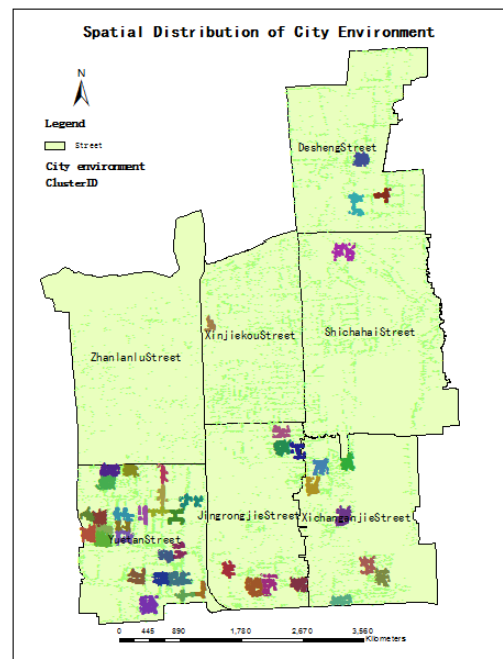 Spatial Distribution of City Environment
N
Legend
Street
City environment
ClusterID
DeshengStreet
XinjiekouStreet
ShichahaiStreet
ZhanlanluStreet
JingrongjieStreet
XichanganjieStreet
YuetanStreet
0 445 890 1,780 2,670 3,560
Kilometers